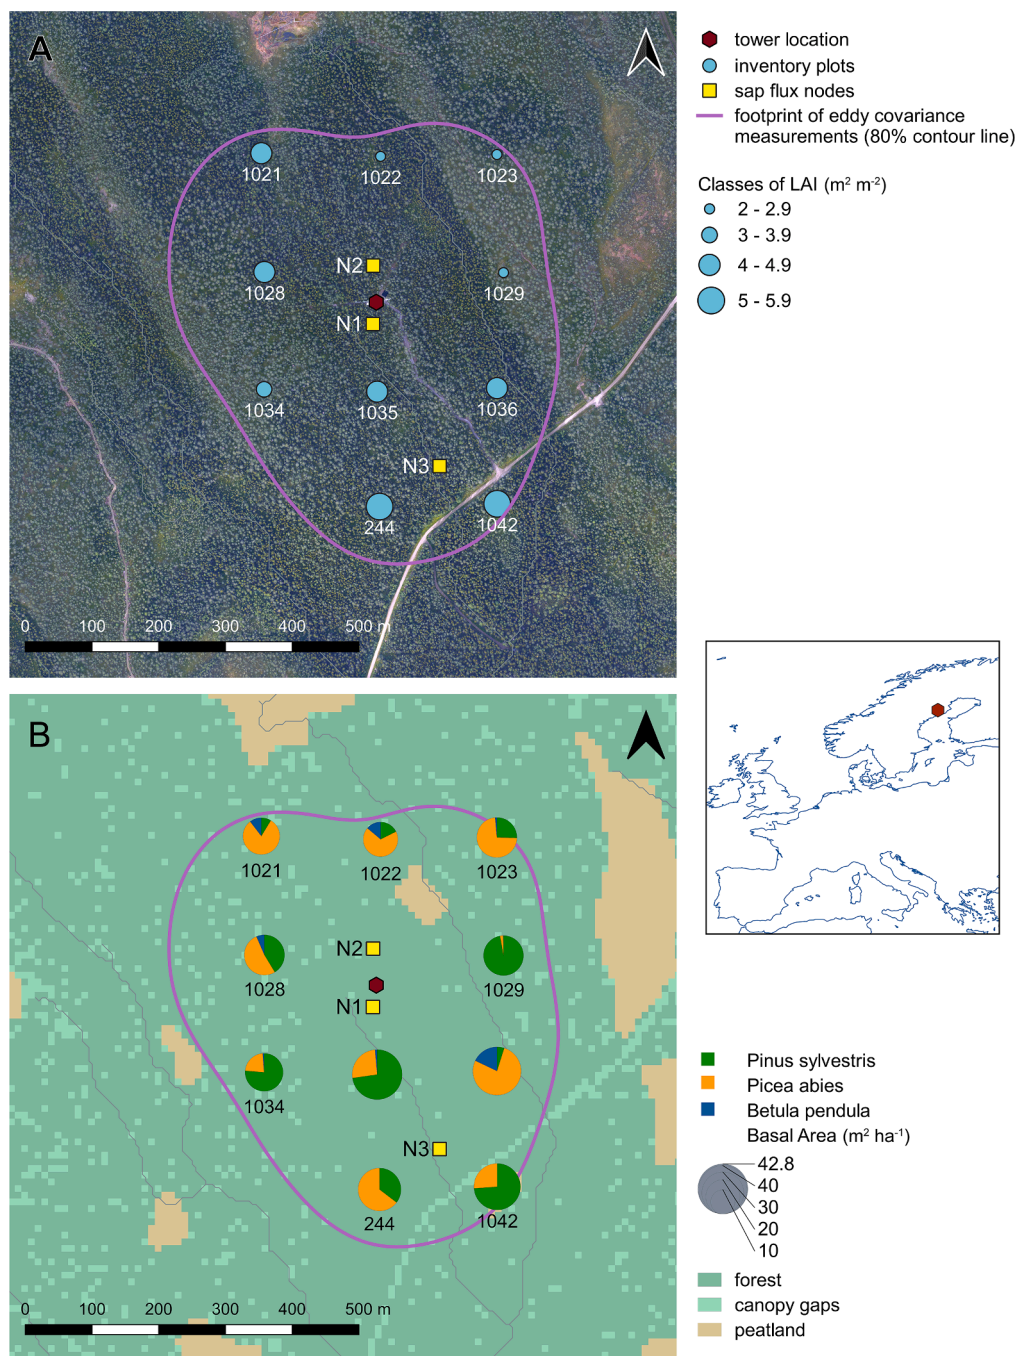 A
tower location
inventory plots
sap flux nodes
footprint of eddy covariance
measurements (80% contour line)
Classes of LAI (m² m⁻²)
2 - 2.9
3 - 3.9
4 - 4.9
5 - 5.9
1021
1022
1023
N2
1028
1029
N1
1034
1035
1036
N3
244
1042
0 100 200 300 400 500 m
B
1021
1022
1023
N2
1028
1029
N1
1034
N3
244
1042
0 100 200 300 400 500 m
Pinus sylvestris
Picea abies
Betula pendula
Basal Area (m² ha⁻¹)
42.8
40
30
20
10
forest
canopy gaps
peatland